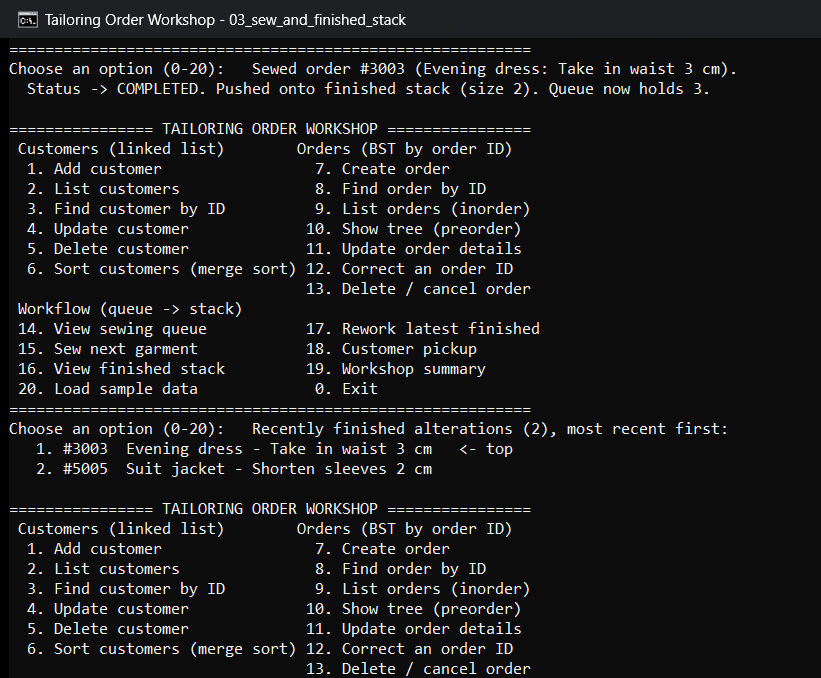 Tailoring Order Workshop - 03_sew_and_finished_stack
==========================================================
Choose an option (0-20):   Sewed order #3003 (Evening dress: Take in waist 3 cm).
  Status -> COMPLETED. Pushed onto finished stack (size 2). Queue now holds 3.
================ TAILORING ORDER WORKSHOP ================
 Customers (linked list)        Orders (BST by order ID)
  1. Add customer                 7. Create order
  2. List customers               8. Find order by ID
  3. Find customer by ID          9. List orders (inorder)
  4. Update customer             10. Show tree (preorder)
  5. Delete customer             11. Update order details
  6. Sort customers (merge sort) 12. Correct an order ID
                                 13. Delete / cancel order
 Workflow (queue -> stack)
 14. View sewing queue           17. Rework latest finished
 15. Sew next garment            18. Customer pickup
 16. View finished stack         19. Workshop summary
 20. Load sample data             0. Exit
==========================================================
Choose an option (0-20):   Recently finished alterations (2), most recent first:
   1. #3003  Evening dress - Take in waist 3 cm   <- top
   2. #5005  Suit jacket - Shorten sleeves 2 cm
================ TAILORING ORDER WORKSHOP ================
 Customers (linked list)        Orders (BST by order ID)
  1. Add customer                 7. Create order
  2. List customers               8. Find order by ID
  3. Find customer by ID          9. List orders (inorder)
  4. Update customer             10. Show tree (preorder)
  5. Delete customer             11. Update order details
  6. Sort customers (merge sort) 12. Correct an order ID
                                 13. Delete / cancel order